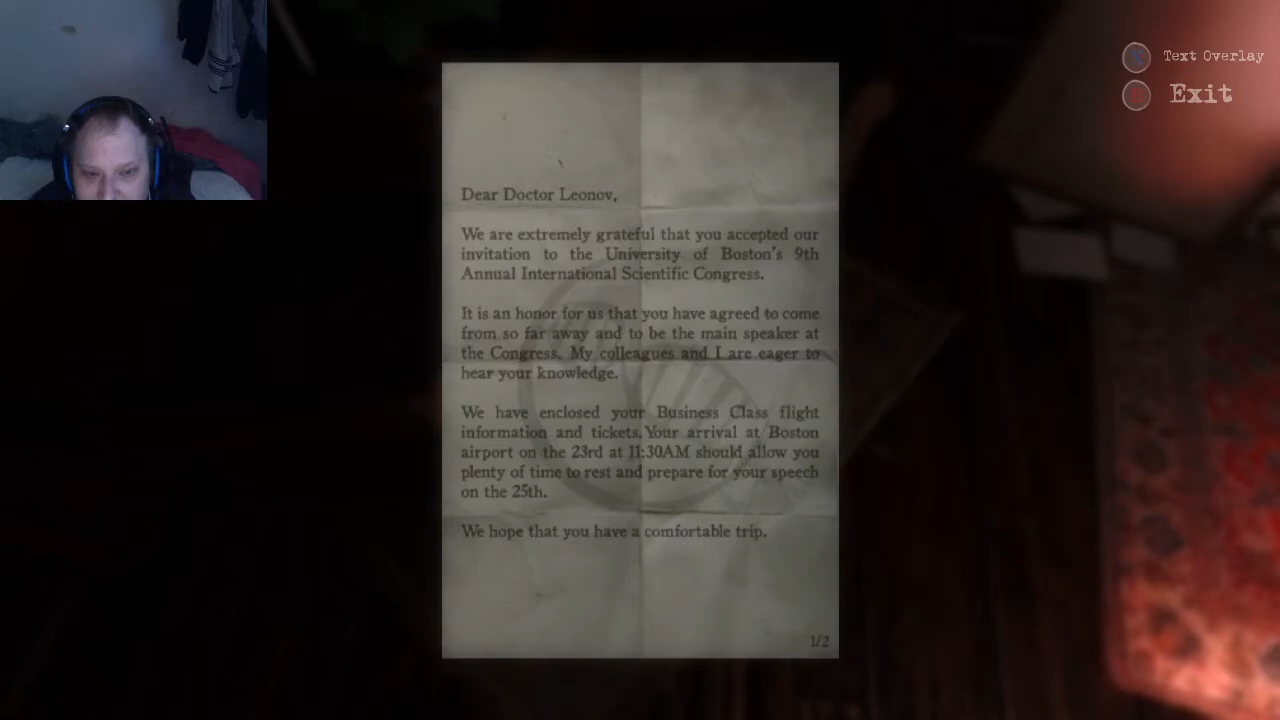 Text Overlay
Exit
Dear Doctor Leonov,
We are extremely grateful that you accepted our
invitation to the University of Boston's 9th
Annual International Scientific Congress.
It is an honor for us that you have agreed to come
from so far away and to be the main speaker at
the Congress. My colleagues and I are eager to
hear your knowledge.
We have enclosed your Business Class flight
information and tickets. Your arrival at Boston
airport on the 23rd at 11:30AM should allow you
plenty of time to rest and prepare for your speech
on the 25th.
We hope that you have a comfortable trip.
1/2